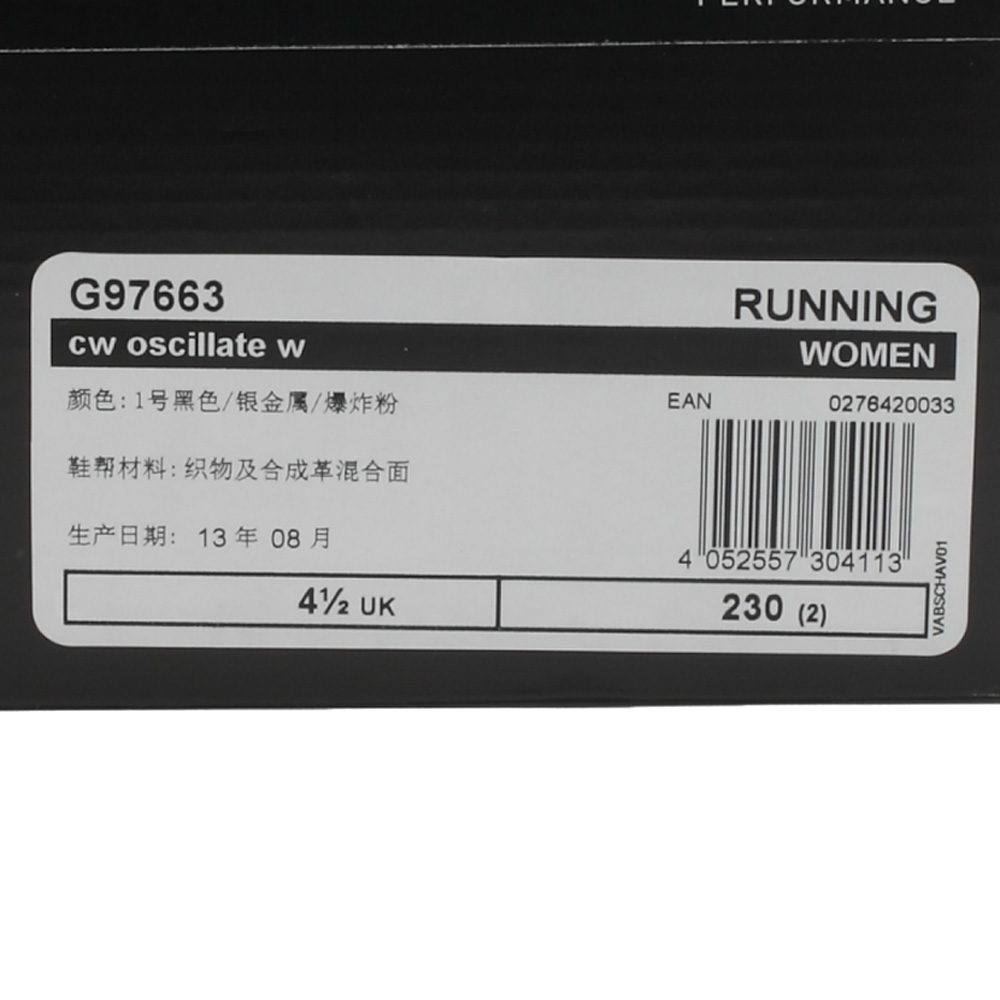 PERFORMANCE
G97663
RUNNING
cw oscillate w
WOMEN
颜色: 1号黑色/银金属/爆炸粉
EAN 0276420033
鞋帮材料: 织物及合成革混合面
生产日期: 13 年 08 月
4 052557 304113
VABSCHAV01
4½ UK
230 (2)